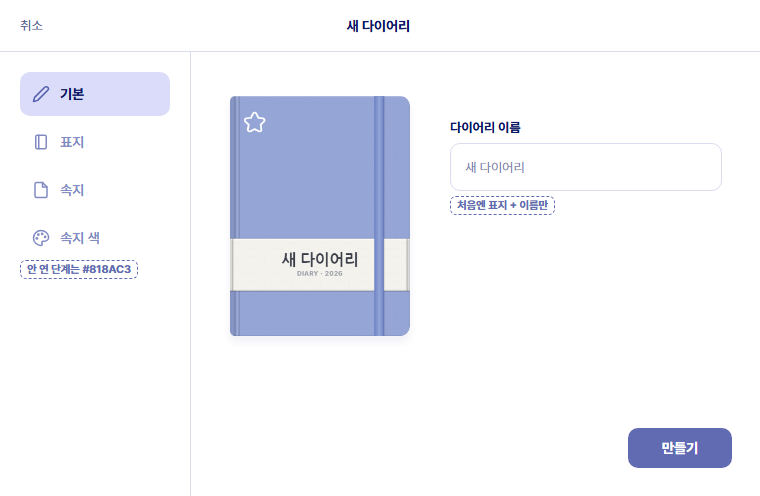 취소
새 다이어리
기본
표지
속지
속지 색
안 연 단계는 #818AC3
새 다이어리
DIARY · 2026
다이어리 이름
새 다이어리
처음엔 표지 + 이름만
만들기